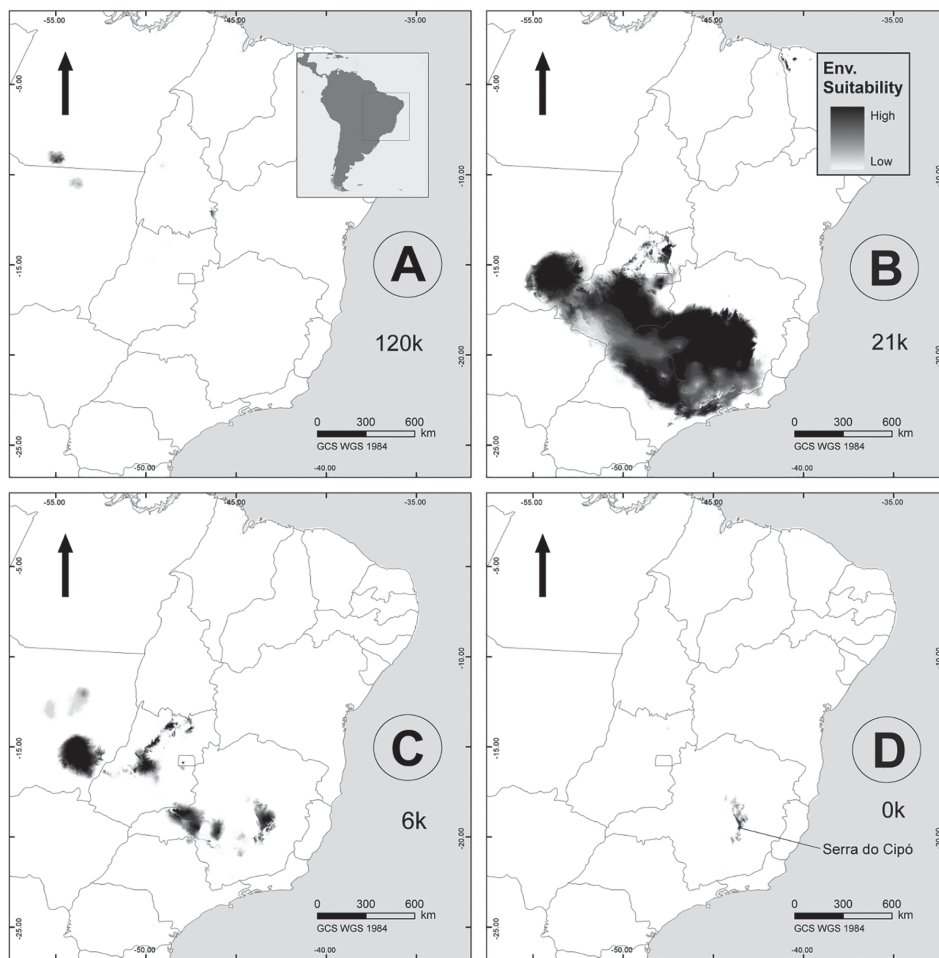 -55.00 -45.00 -35.00
-5.00
-10.00
-15.00
A
120k
-20.00
0 300 600
km
GCS WGS 1984
-25.00
-50.00 -40.00
-55.00 -45.00 -35.00
Env.
Suitability
High
Low
-5.00
-10.00
-15.00
B
21k
-20.00
0 300 600
km
GCS WGS 1984
-25.00
-50.00 -40.00
-55.00 -45.00 -35.00
-5.00
-10.00
-15.00
C
6k
-20.00
0 300 600
km
GCS WGS 1984
-25.00
-50.00 -40.00
-55.00 -45.00 -35.00
-5.00
-10.00
-15.00
D
0k
Serra do Cipó
-20.00
0 300 600
km
GCS WGS 1984
-25.00
-50.00 -40.00